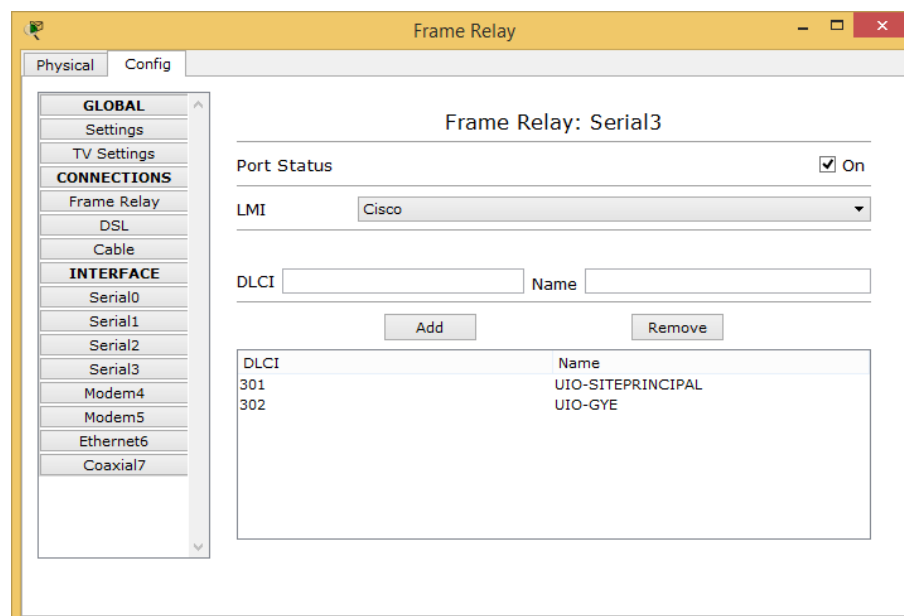 Frame Relay
Physical Config
GLOBAL
Settings
TV Settings
CONNECTIONS
Frame Relay
DSL
Cable
INTERFACE
Serial0
Serial1
Serial2
Serial3
Modem4
Modem5
Ethernet6
Coaxial7
Frame Relay: Serial3
Port Status On
LMI Cisco
DLCI Name
Add Remove
DLCI Name
301 UIO-SITEPRINCIPAL
302 UIO-GYE